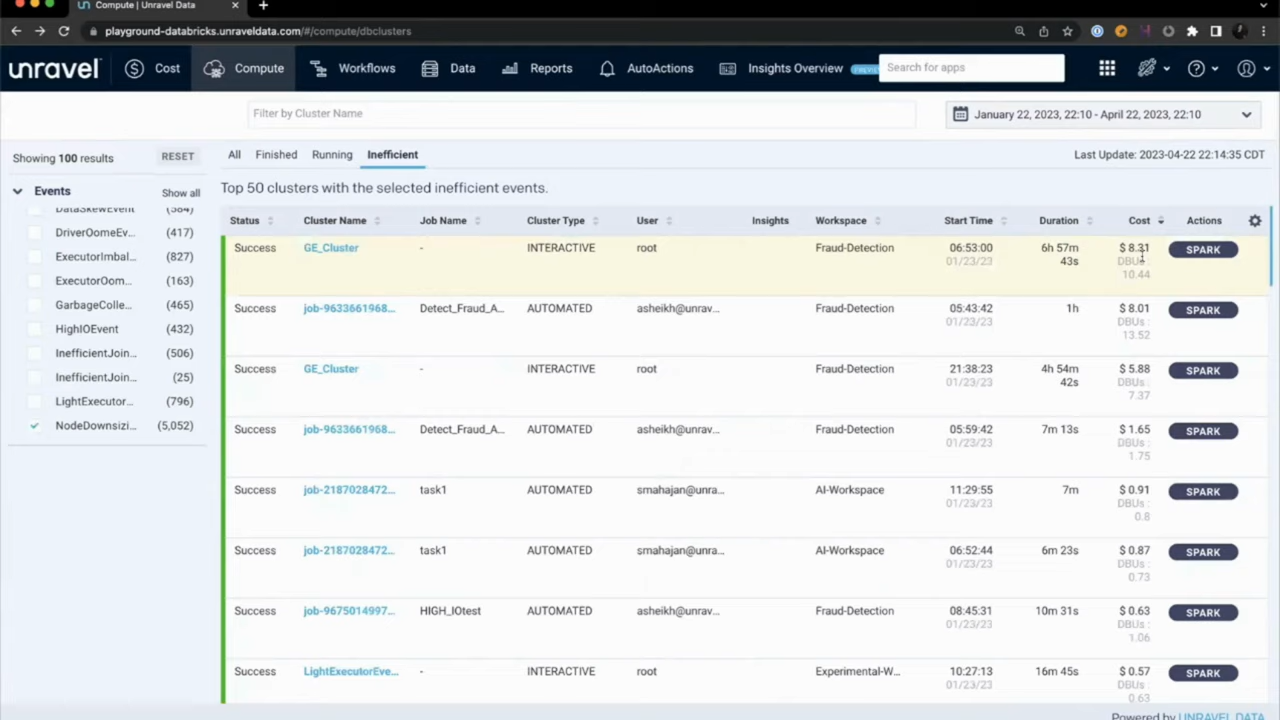 Compute | Unravel Data
playground-databricks.unraveldata.com/#/compute/dbclusters
unravel Cost Compute Workflows Data Reports AutoActions Insights Overview Search for apps
Filter by Cluster Name January 22, 2023, 22:10 - April 22, 2023, 22:10
Showing 100 results RESET All Finished Running Inefficient Last Update: 2023-04-22 22:14:35 CDT
Events Show all
Top 50 clusters with the selected inefficient events.
DataSkewEvent (584)
DriverOomeEv... (417)
ExecutorImbal... (827)
ExecutorOom... (163)
GarbageColle... (465)
HighIOEvent (432)
InefficientJoin... (506)
InefficientJoin... (25)
LightExecutor... (796)
NodeDownsizi... (5,052)
Status Cluster Name Job Name Cluster Type User Insights Workspace Start Time Duration Cost Actions
Success GE_Cluster - INTERACTIVE root Fraud-Detection 06:53:00 6h 57m $ 8.31 SPARK
01/23/23 43s DBUs :
10.44
Success job-9633661968... Detect_Fraud_A... AUTOMATED asheikh@unrav... Fraud-Detection 05:43:42 1h $ 8.01 SPARK
01/23/23 DBUs :
13.52
Success GE_Cluster - INTERACTIVE root Fraud-Detection 21:38:23 4h 54m $ 5.88 SPARK
01/23/23 42s DBUs :
7.37
Success job-9633661968... Detect_Fraud_A... AUTOMATED asheikh@unrav... Fraud-Detection 05:59:42 7m 13s $ 1.65 SPARK
01/23/23 DBUs :
1.75
Success job-2187028472... task1 AUTOMATED smahajan@unra... AI-Workspace 11:29:55 7m $ 0.91 SPARK
01/23/23 DBUs :
0.8
Success job-2187028472... task1 AUTOMATED smahajan@unra... AI-Workspace 06:52:44 6m 23s $ 0.87 SPARK
01/23/23 DBUs :
0.73
Success job-9675014997... HIGH_IOtest AUTOMATED asheikh@unrav... Fraud-Detection 08:45:31 10m 31s $ 0.63 SPARK
01/23/23 DBUs :
1.06
Success LightExecutorEve... - INTERACTIVE root Experimental-W... 10:27:13 16m 45s $ 0.57 SPARK
01/23/23 DBUs :
0.63
Powered by UNRAVEL DATA